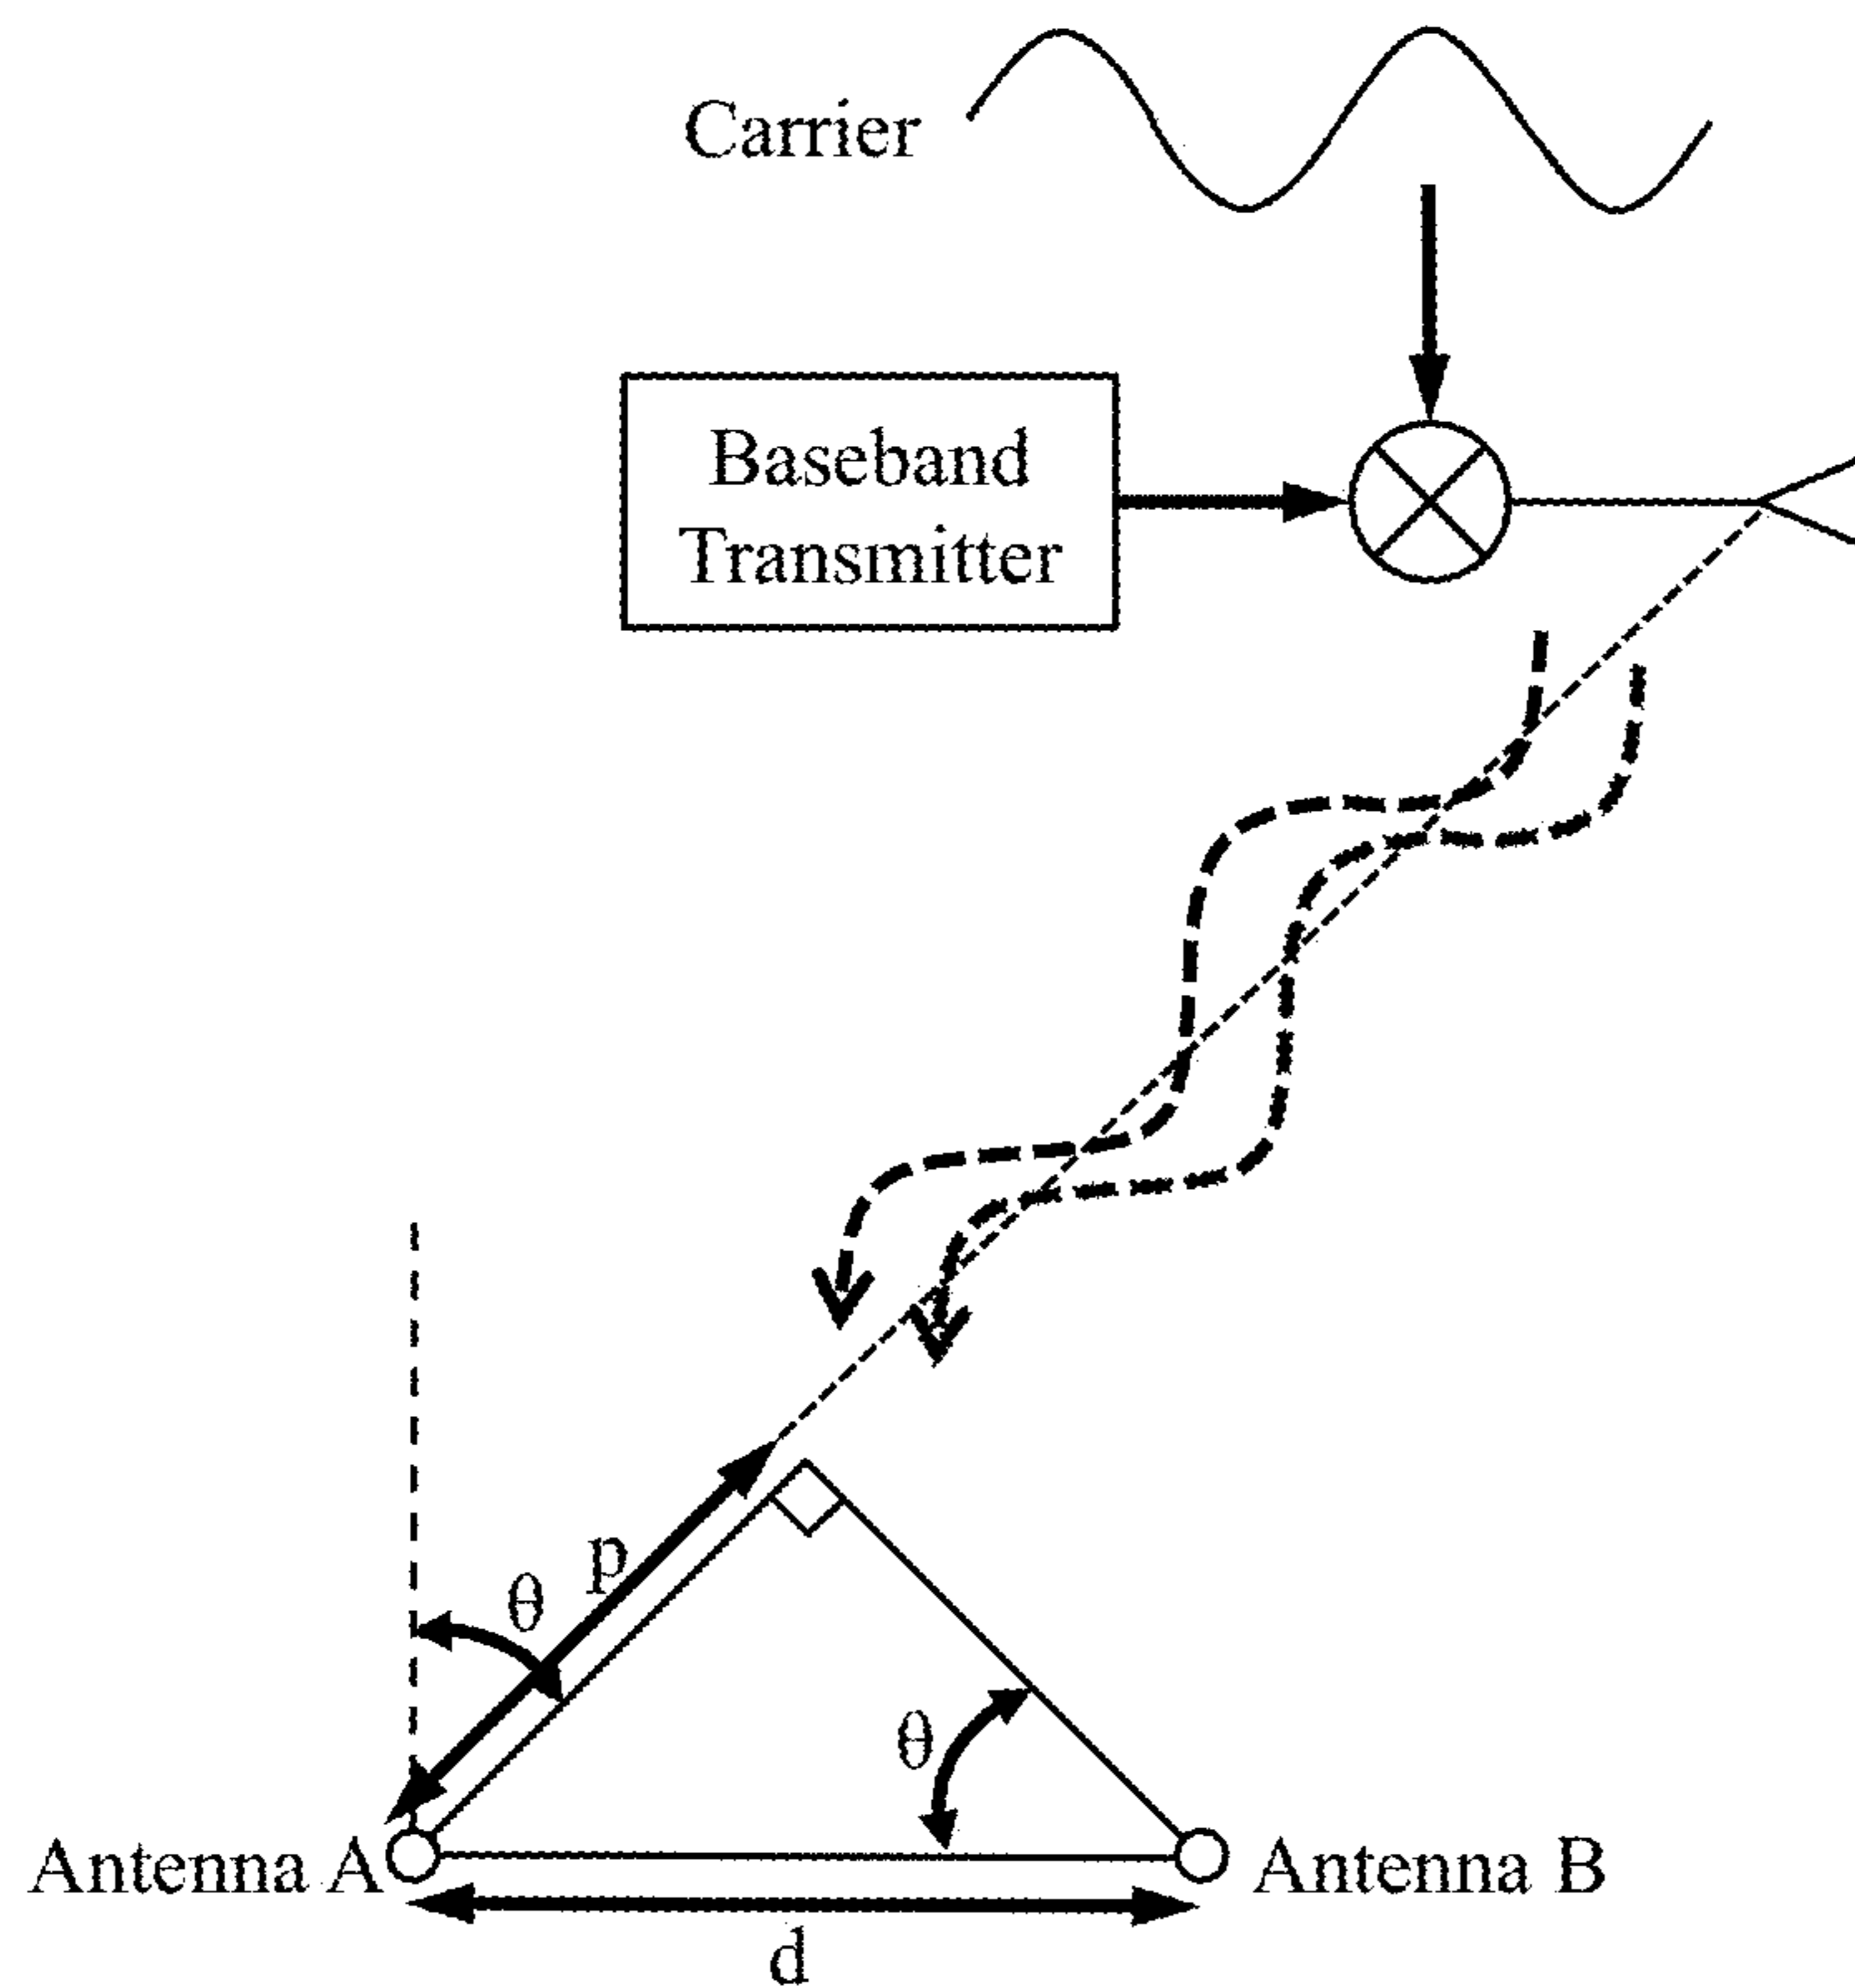 Carrier
Baseband
Transmitter
p
θ
θ
Antenna A
Antenna B
d